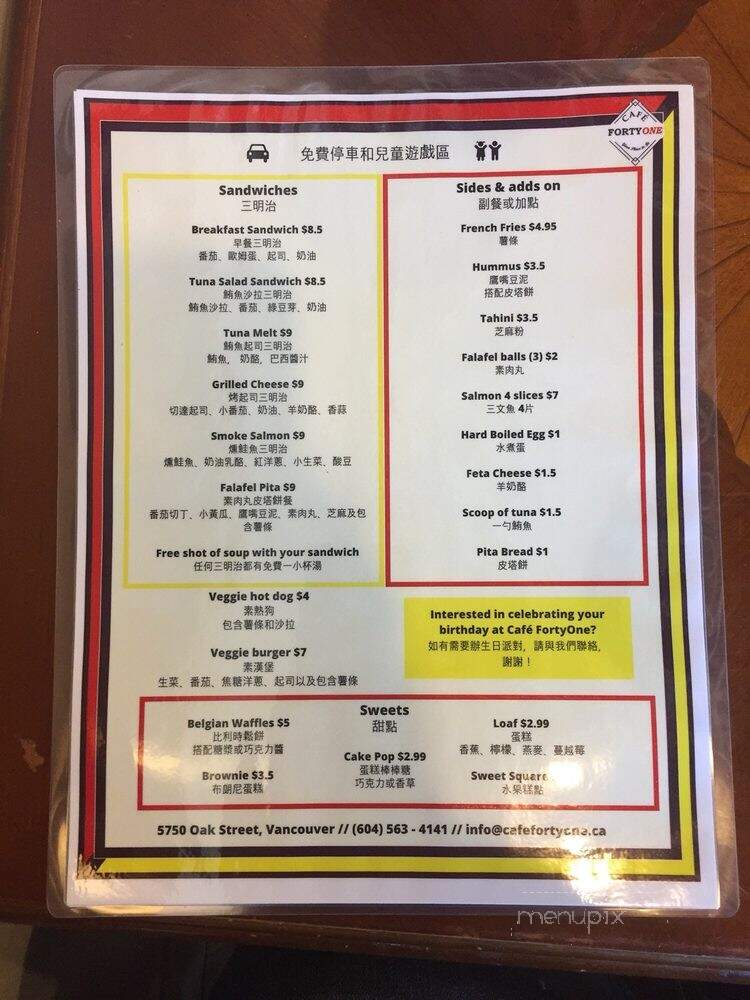 CAFÉ
FORTYONE
免費停車和兒童遊戲區
Sandwiches
三明治
Breakfast Sandwich $8.5
早餐三明治
番茄、歐姆蛋、起司、奶油
Tuna Salad Sandwich $8.5
鮪魚沙拉三明治
鮪魚沙拉、番茄、綠豆芽、奶油
Tuna Melt $9
鮪魚起司三明治
鮪魚, 奶酪, 巴西醬汁
Grilled Cheese $9
烤起司三明治
切達起司、小番茄、奶油、羊奶酪、香蒜
Smoke Salmon $9
燻鮭魚三明治
燻鮭魚、奶油乳酪、紅洋蔥、小生菜、酸豆
Falafel Pita $9
素肉丸皮塔餅餐
番茄切丁、小黃瓜、鷹嘴豆泥、素肉丸、芝麻及包
含薯條
Free shot of soup with your sandwich
任何三明治都有免費一小杯湯
Sides & adds on
副餐或加點
French Fries $4.95
薯條
Hummus $3.5
鷹嘴豆泥
搭配皮塔餅
Tahini $3.5
芝麻粉
Falafel balls (3) $2
素肉丸
Salmon 4 slices $7
三文魚 4片
Hard Boiled Egg $1
水煮蛋
Feta Cheese $1.5
羊奶酪
Scoop of tuna $1.5
一勺鮪魚
Pita Bread $1
皮塔餅
Veggie hot dog $4
素熱狗
包含薯條和沙拉
Veggie burger $7
素漢堡
生菜、番茄、焦糖洋蔥、起司以及包含薯條
Interested in celebrating your
birthday at Café FortyOne?
如有需要辦生日派對, 請與我們聯絡,
謝謝！
Sweets
甜點
Belgian Waffles $5
比利時鬆餅
搭配糖漿或巧克力醬
Brownie $3.5
布朗尼蛋糕
Cake Pop $2.99
蛋糕棒棒糖
巧克力或香草
Loaf $2.99
蛋糕
香蕉、檸檬、燕麥、蔓越莓
Sweet Square
水果糕點
5750 Oak Street, Vancouver // (604) 563 - 4141 // info@cafefortyone.ca
menupix